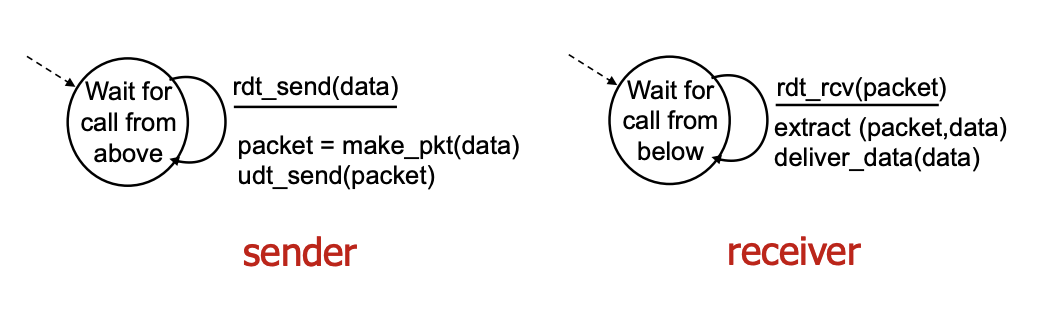 Wait for
call from
above
rdt_send(data)
packet = make_pkt(data)
udt_send(packet)
sender
Wait for
call from
below
rdt_rcv(packet)
extract (packet,data)
deliver_data(data)
receiver